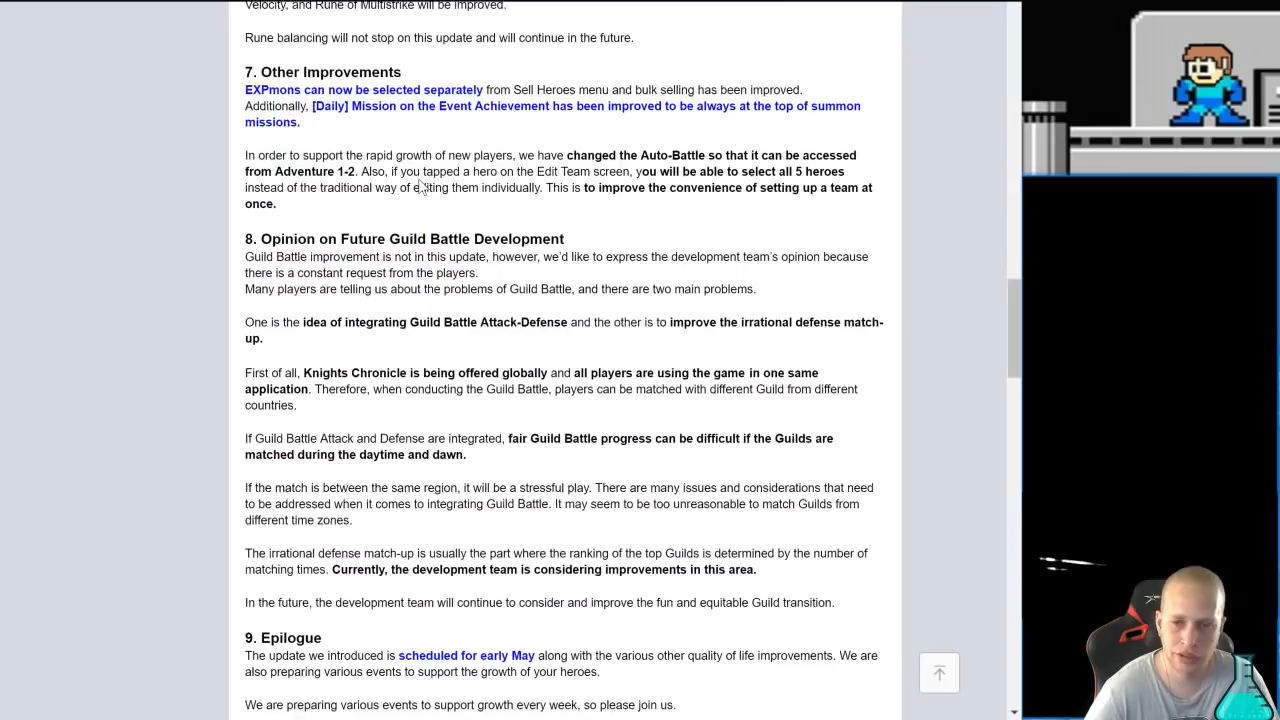 Velocity, and Rune of Multistrike will be improved.
Rune balancing will not stop on this update and will continue in the future.
7. Other Improvements
EXPmons can now be selected separately from Sell Heroes menu and bulk selling has been improved.
Additionally, [Daily] Mission on the Event Achievement has been improved to be always at the top of summon
missions.
In order to support the rapid growth of new players, we have changed the Auto-Battle so that it can be accessed
from Adventure 1-2. Also, if you tapped a hero on the Edit Team screen, you will be able to select all 5 heroes
instead of the traditional way of editing them individually. This is to improve the convenience of setting up a team at
once.
8. Opinion on Future Guild Battle Development
Guild Battle improvement is not in this update, however, we'd like to express the development team's opinion because
there is a constant request from the players.
Many players are telling us about the problems of Guild Battle, and there are two main problems.
One is the idea of integrating Guild Battle Attack-Defense and the other is to improve the irrational defense match-
up.
First of all, Knights Chronicle is being offered globally and all players are using the game in one same
application. Therefore, when conducting the Guild Battle, players can be matched with different Guild from different
countries.
If Guild Battle Attack and Defense are integrated, fair Guild Battle progress can be difficult if the Guilds are
matched during the daytime and dawn.
If the match is between the same region, it will be a stressful play. There are many issues and considerations that need
to be addressed when it comes to integrating Guild Battle. It may seem to be too unreasonable to match Guilds from
different time zones.
The irrational defense match-up is usually the part where the ranking of the top Guilds is determined by the number of
matching times. Currently, the development team is considering improvements in this area.
In the future, the development team will continue to consider and improve the fun and equitable Guild transition.
9. Epilogue
The update we introduced is scheduled for early May along with the various other quality of life improvements. We are
also preparing various events to support the growth of your heroes.
We are preparing various events to support growth every week, so please join us.